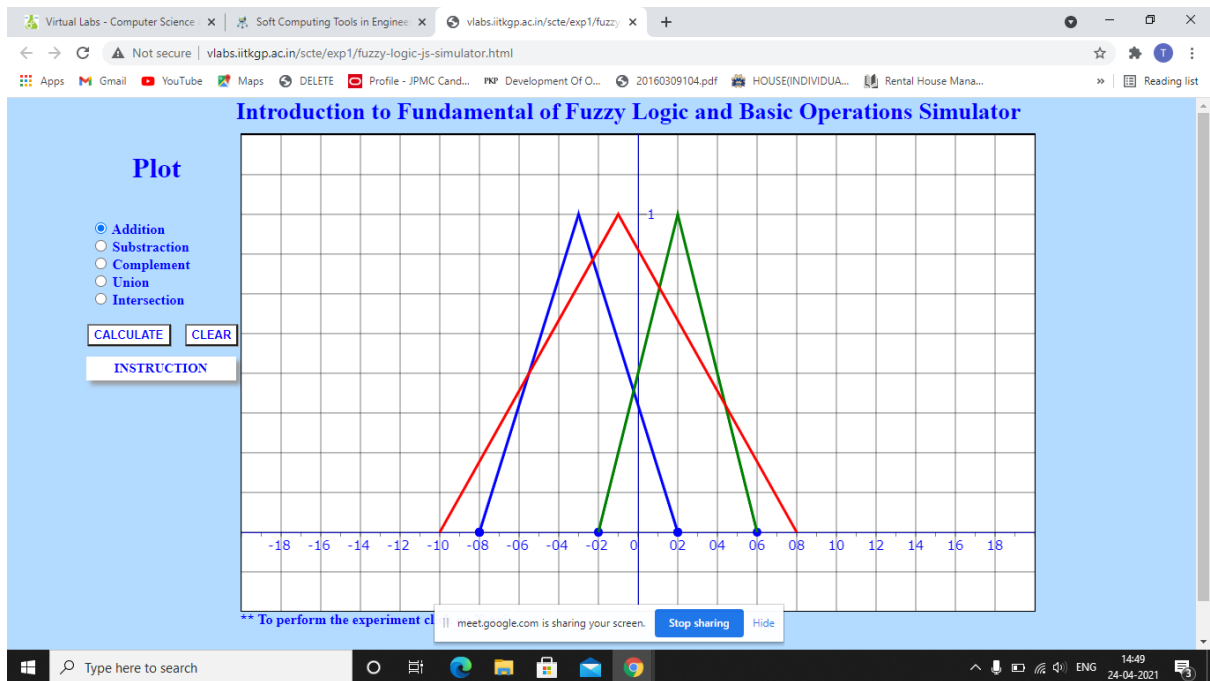 Virtual Labs - Computer Science
Soft Computing Tools in Enginee
vlabs.iitkgp.ac.in/scte/exp1/fuzzy
Not secure vlabs.iitkgp.ac.in/scte/exp1/fuzzy-logic-js-simulator.html
T
Apps Gmail YouTube Maps DELETE Profile - JPMC Cand... PKP Development Of O... 20160309104.pdf HOUSE(INDIVIDUA... Rental House Mana... » Reading list
Introduction to Fundamental of Fuzzy Logic and Basic Operations Simulator
Plot
Addition
Substraction
Complement
Union
Intersection
CALCULATE CLEAR
INSTRUCTION
1
-18 -16 -14 -12 -10 -08 -06 -04 -02 0 02 04 06 08 10 12 14 16 18
** To perform the experiment cl
meet.google.com is sharing your screen. Stop sharing Hide
Type here to search
ENG
14:49
24-04-2021
3